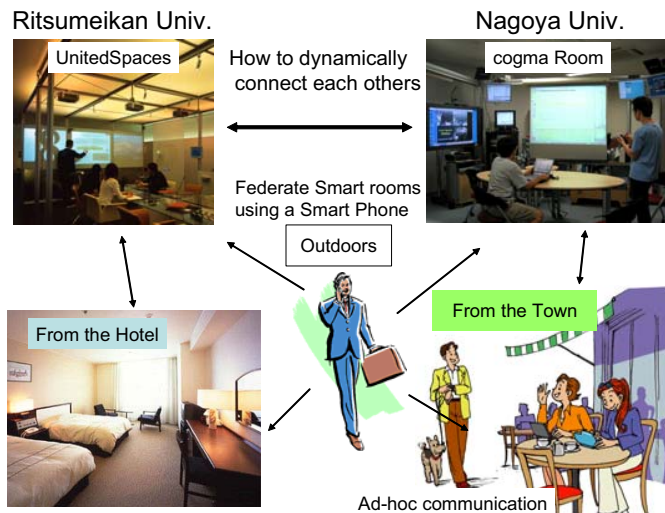 Ritsumeikan Univ.
Nagoya Univ.
UnitedSpaces
How to dynamically
connect each others
cogma Room
Federate Smart rooms
using a Smart Phone
Outdoors
From the Hotel
From the Town
Ad-hoc communication